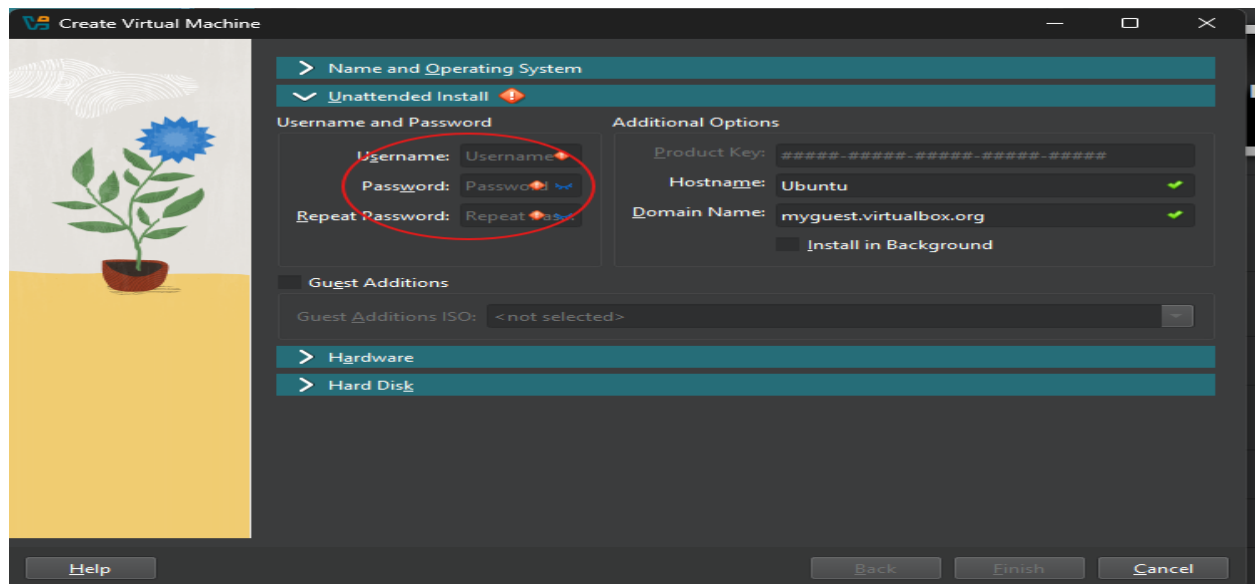 Create Virtual Machine
Name and Operating System
Unattended Install
Username and Password
Username: Username
Password: Password
Repeat Password: Repeat
Additional Options
Product Key: #####-#####-#####-#####-#####
Hostname: Ubuntu
Domain Name: myguest.virtualbox.org
Install in Background
Guest Additions
Guest Additions ISO: <not selected>
Hardware
Hard Disk
Help
Back
Finish
Cancel